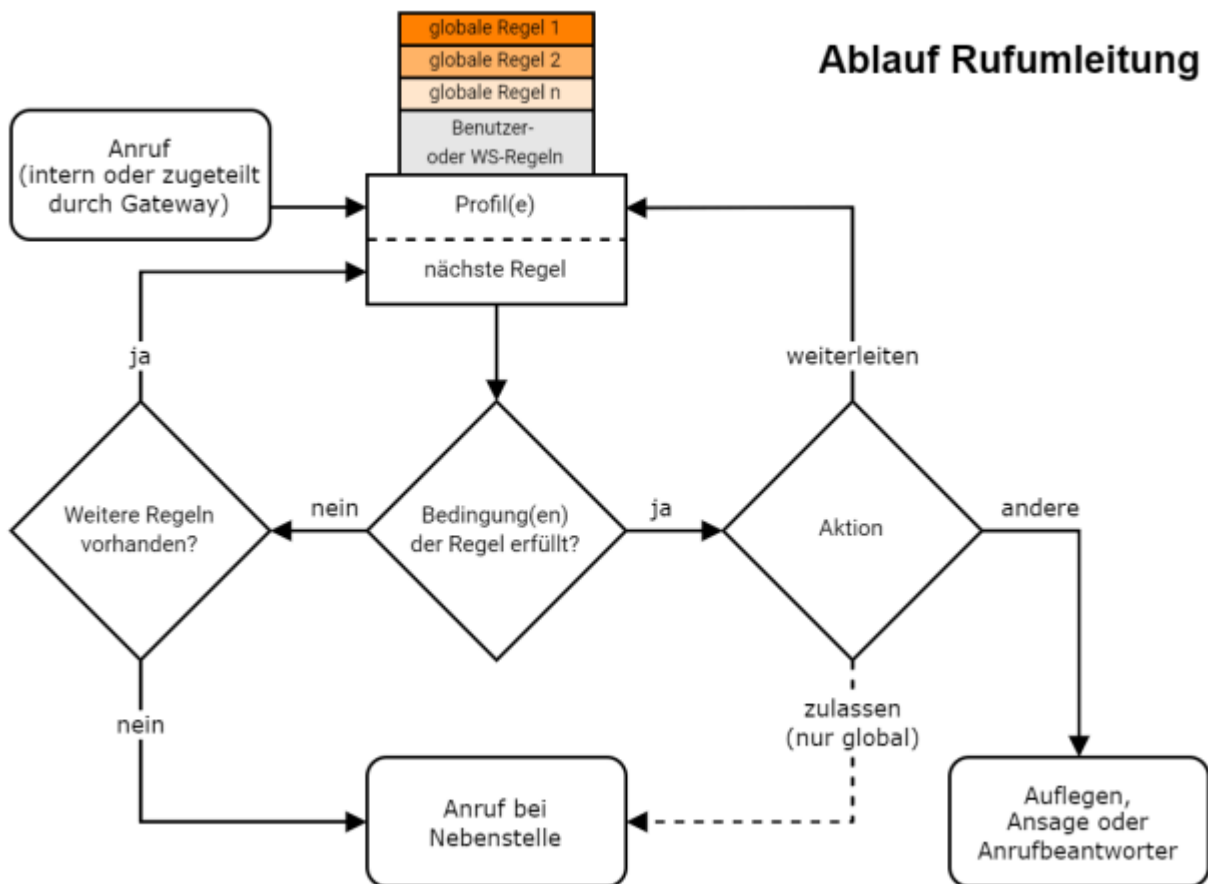 Ablauf Rufumleitung
globale Regel 1
globale Regel 2
globale Regel n
Benutzer-
oder WS-Regeln
Anruf
(intern oder zugeteilt
durch Gateway)
Profil(e)
nächste Regel
ja
weiterleiten
Weitere Regeln
vorhanden?
nein
Bedingung(en)
der Regel erfüllt?
ja
Aktion
andere
nein
zulassen
(nur global)
Anruf bei
Nebenstelle
Auflegen,
Ansage oder
Anrufbeantworter